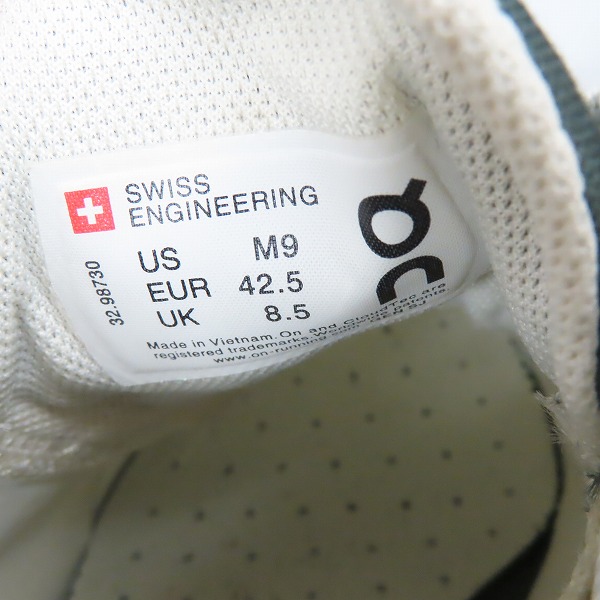 SWISS
ENGINEERING
US M9
EUR 42.5
UK 8.5
32.98730
Made in Vietnam. On and CloudTec are
registered trademarks.
www.on-running